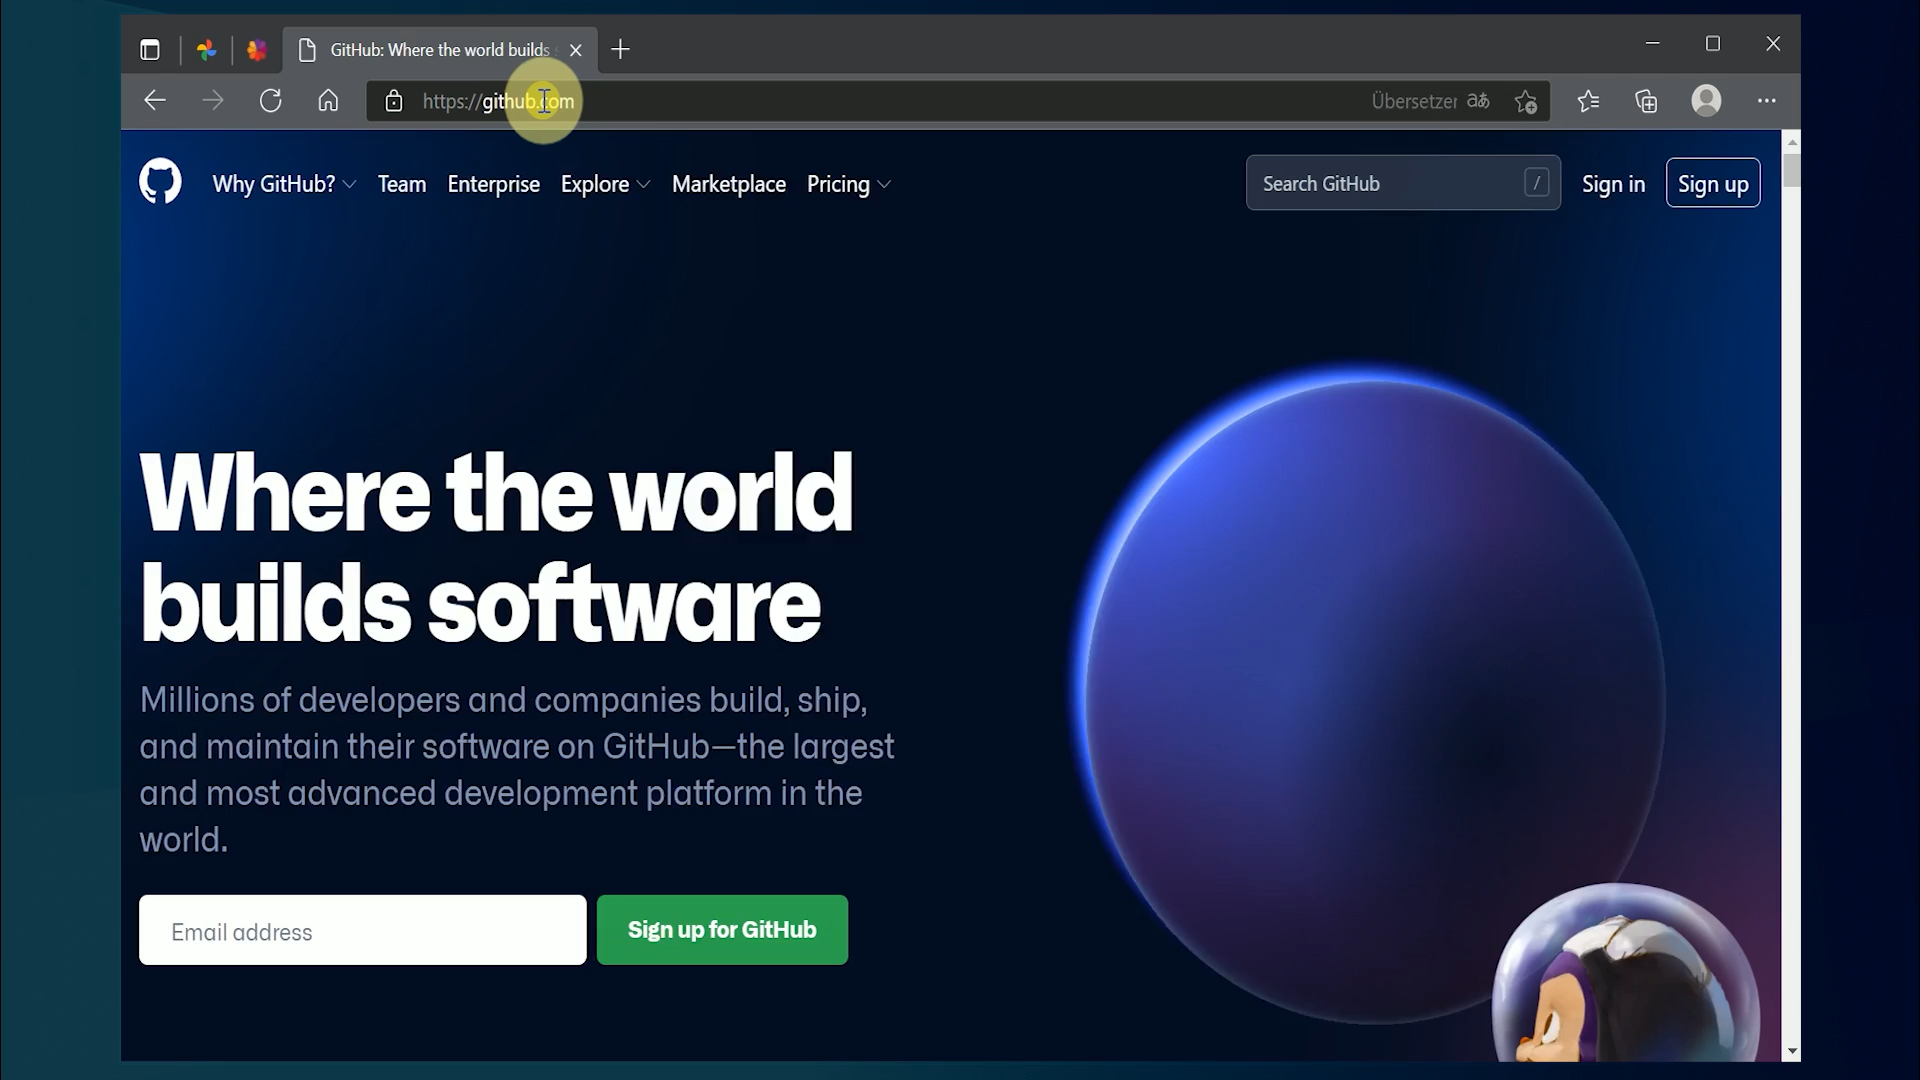 GitHub: Where the world builds
https://github.com
Übersetzer
Why GitHub?
Team
Enterprise
Explore
Marketplace
Pricing
Search GitHub
/
Sign in
Sign up
Where the world
builds software
Millions of developers and companies build, ship,
and maintain their software on GitHub—the largest
and most advanced development platform in the
world.
Email address
Sign up for GitHub